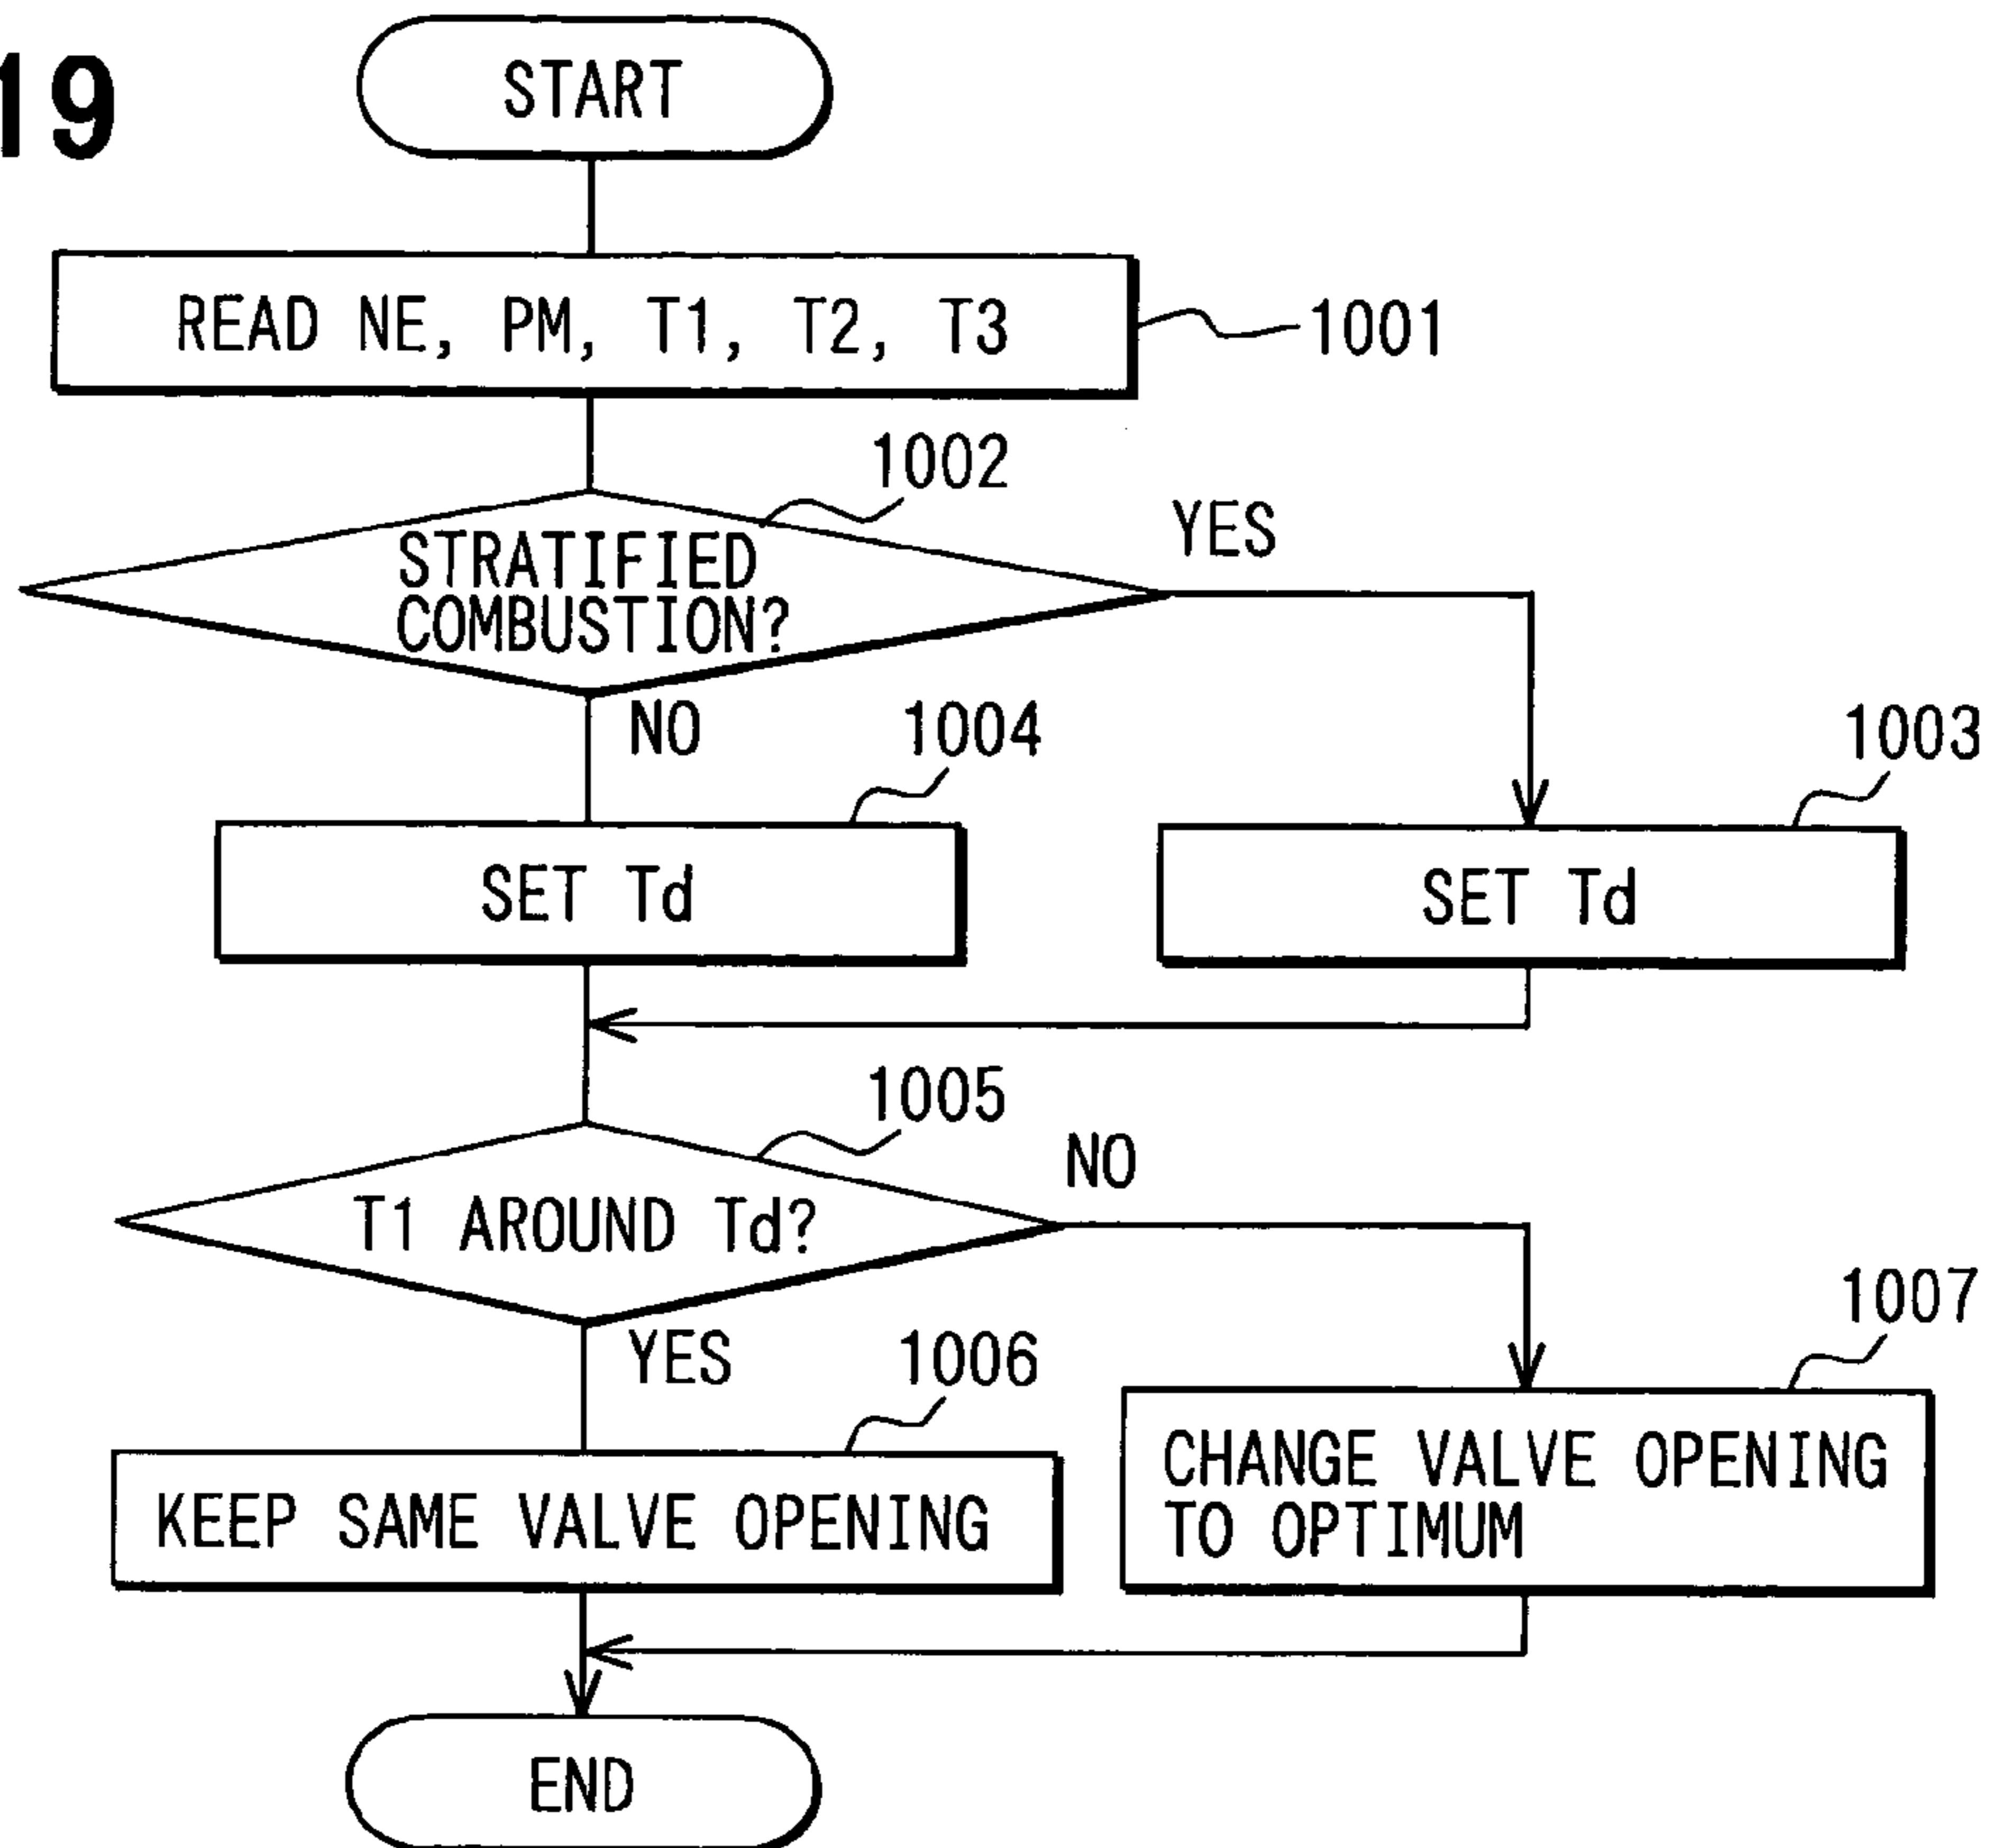 19
START
READ NE, PM, T1, T2, T3
1001
1002
STRATIFIED
COMBUSTION?
YES
NO
1004
1003
SET Td
SET Td
1005
T1 AROUND Td?
NO
YES
1006
1007
KEEP SAME VALVE OPENING
CHANGE VALVE OPENING
TO OPTIMUM
END